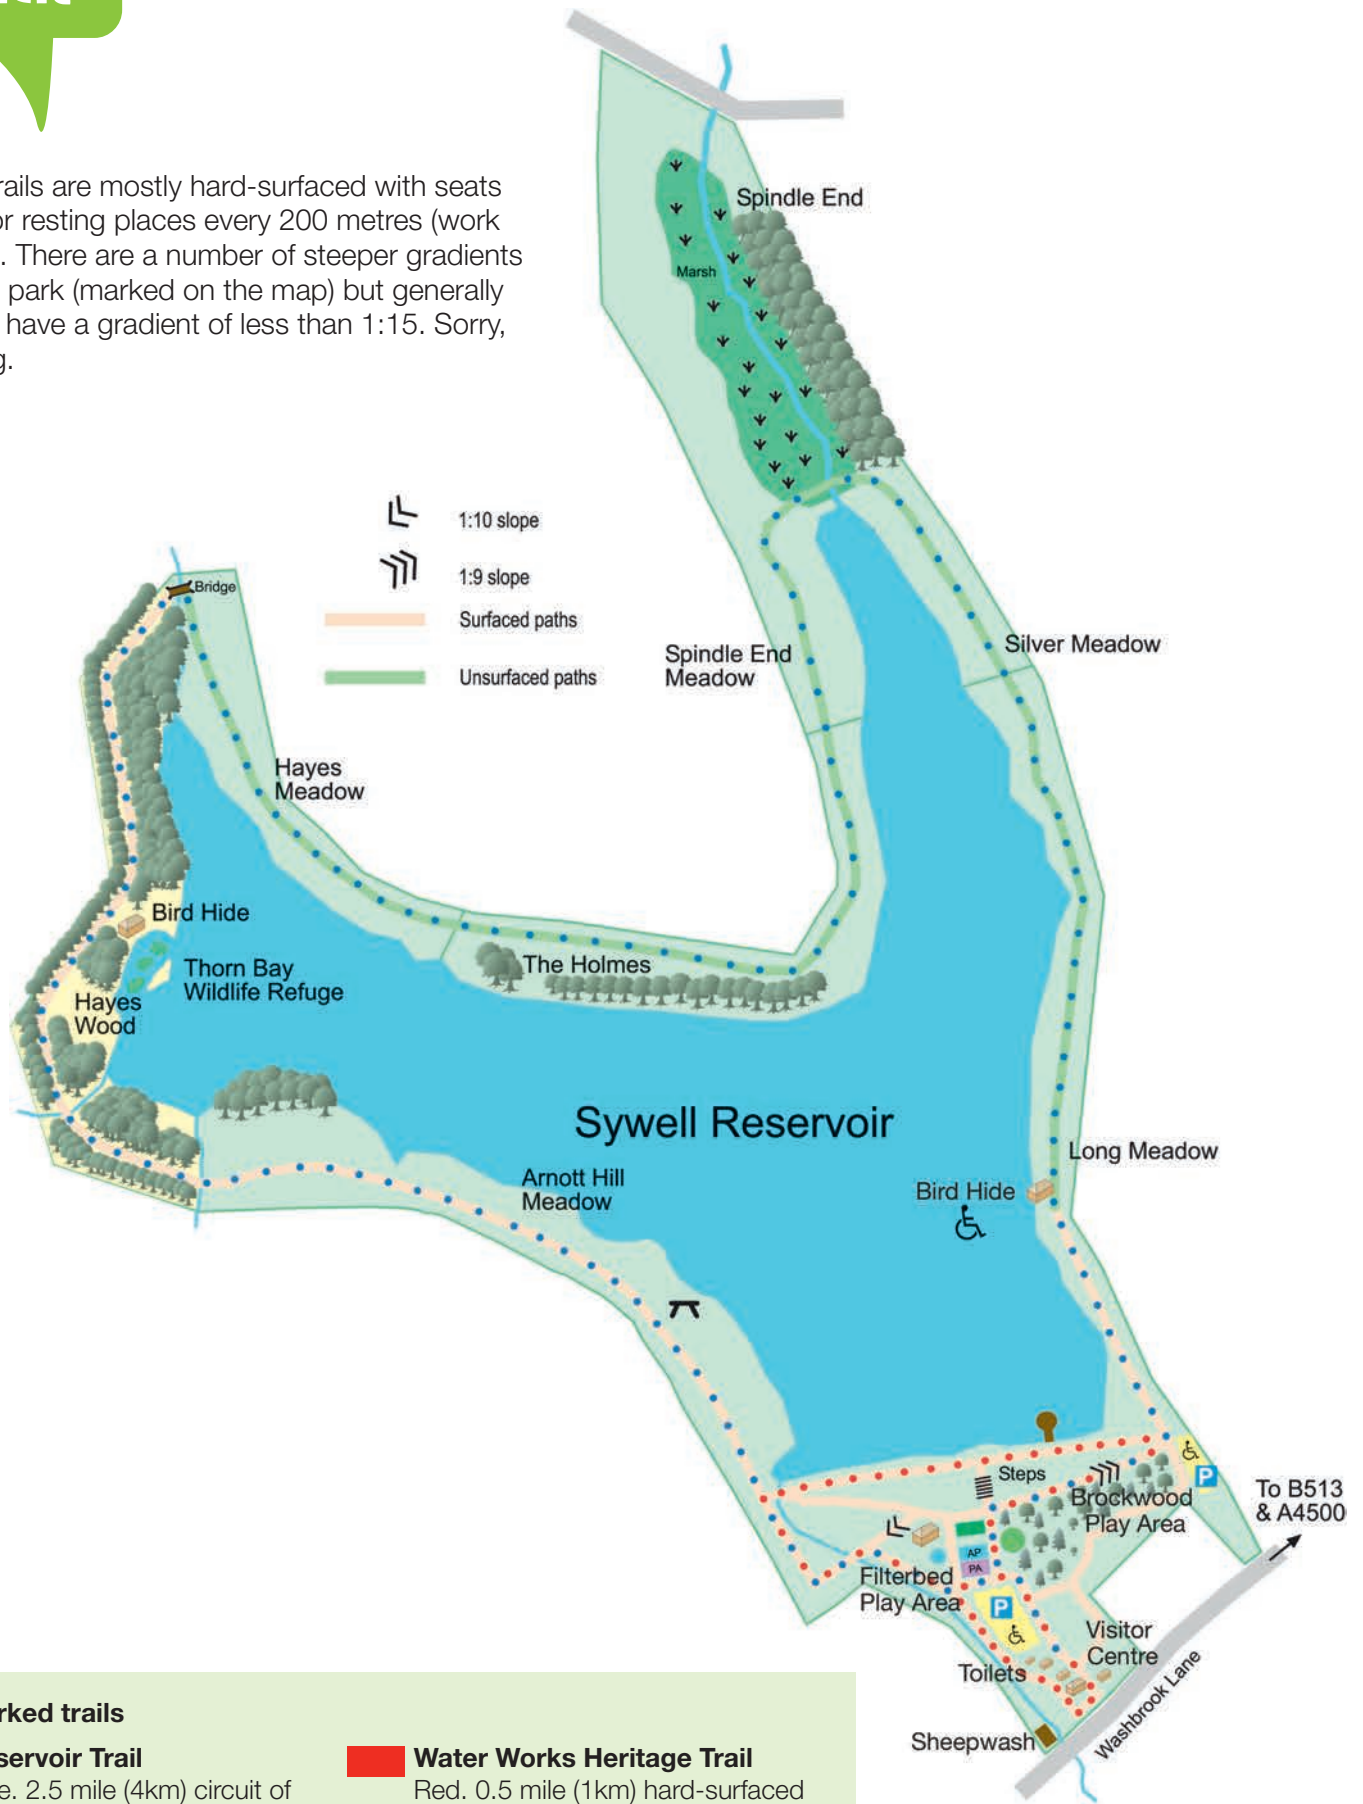 rails are mostly hard-surfaced with seats
or resting places every 200 metres (work
. There are a number of steeper gradients
park (marked on the map) but generally
have a gradient of less than 1:15. Sorry,
g.
Spindle End
Marsh
1:10 slope
1:9 slope
Surfaced paths
Unsurfaced paths
Bridge
Spindle End
Meadow
Silver Meadow
Hayes
Meadow
Bird Hide
The Holmes
Thorn Bay
Wildlife Refuge
Hayes
Wood
Sywell Reservoir
Long Meadow
Arnott Hill
Meadow
Bird Hide
Steps
P
To B513
& A4500
Brockwood
Play Area
AP
PA
Filterbed
Play Area
P
Visitor
Centre
Toilets
Washbrook Lane
Sheepwash
rked trails
servoir Trail
e. 2.5 mile (4km) circuit of
Water Works Heritage Trail
Red. 0.5 mile (1km) hard-surfaced